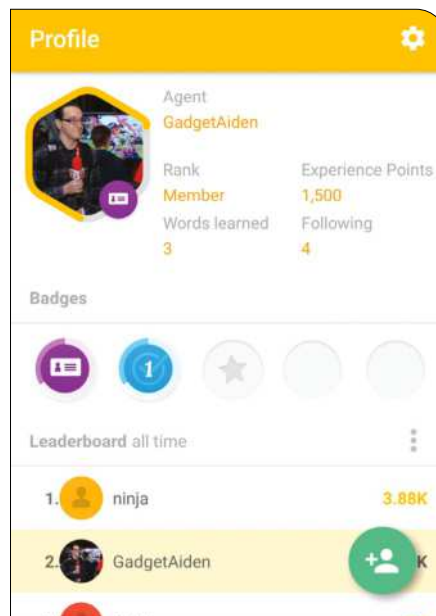 Profile
Agent
GadgetAiden
Rank Experience Points
Member 1,500
Words learned Following
3 4
Badges
1
Leaderboard all time
1. ninja 3.88K
2. GadgetAiden K